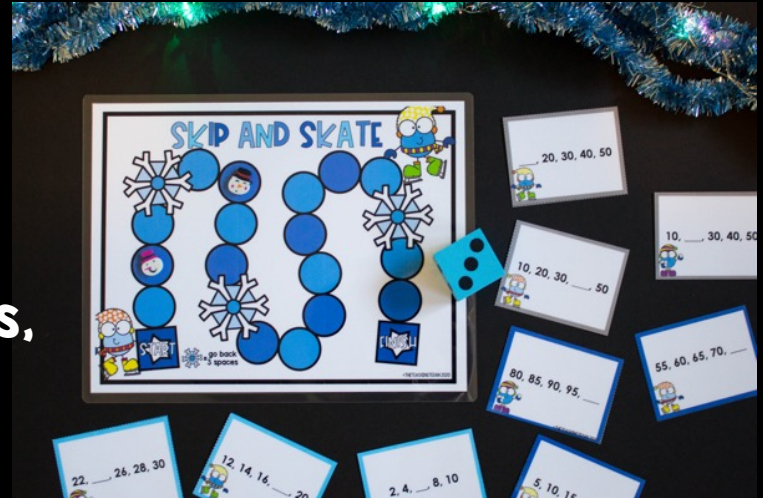 SKIP AND SKATE
START
go back
3 spaces
FINISH
___, 20, 30, 40, 50
10, ___, 30, 40, 50
10, 20, 30, ___, 50
80, 85, 90, 95, ___
55, 60, 65, 70, ___
22, ___, 26, 28, 30
12, 14, 16, ___, 20
2, 4, ___, 8, 10
5, 10, 15
s,